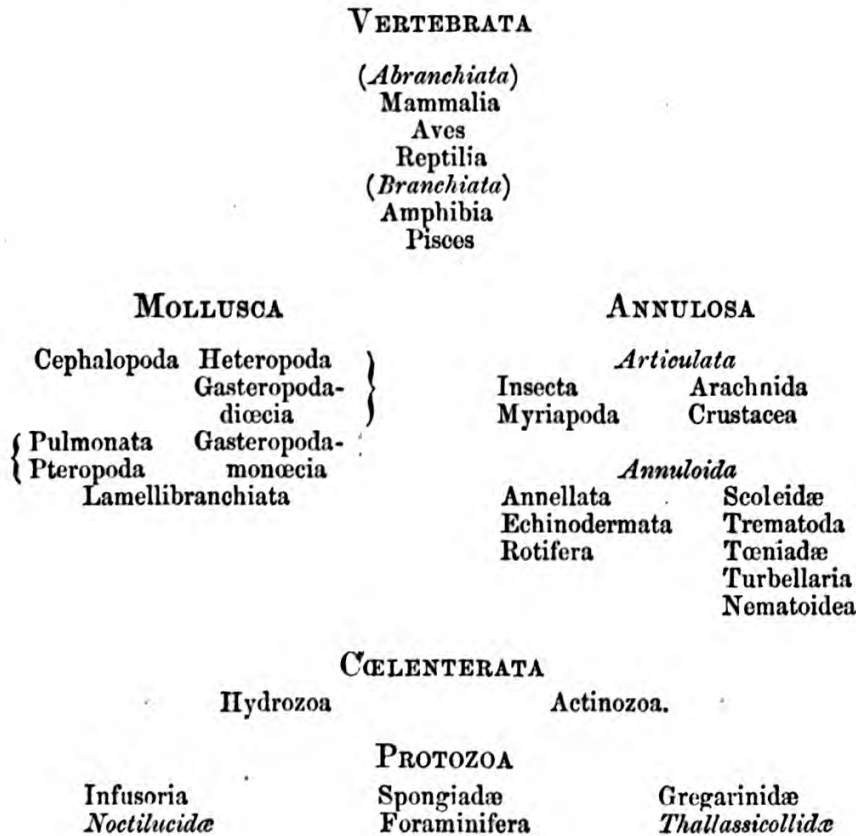 VERTEBRATA
(Abranchiata)
Mammalia
Aves
Reptilia
(Branchiata)
Amphibia
Pisces
MOLLUSCA
Cephalopoda Heteropoda
Gasteropoda-
diœcia
{ Pulmonata Gasteropoda-
Pteropoda monœcia
Lamellibranchiata
ANNULOSA
Articulata
Insecta Arachnida
Myriapoda Crustacea
Annuloida
Annellata Scoleidæ
Echinodermata Trematoda
Rotifera Tœniadæ
Turbellaria
Nematoidea
CŒLENTERATA
Hydrozoa Actinozoa.
PROTOZOA
Infusoria Spongiadæ Gregarinidæ
Noctilucidæ Foraminifera Thallassicollidæ